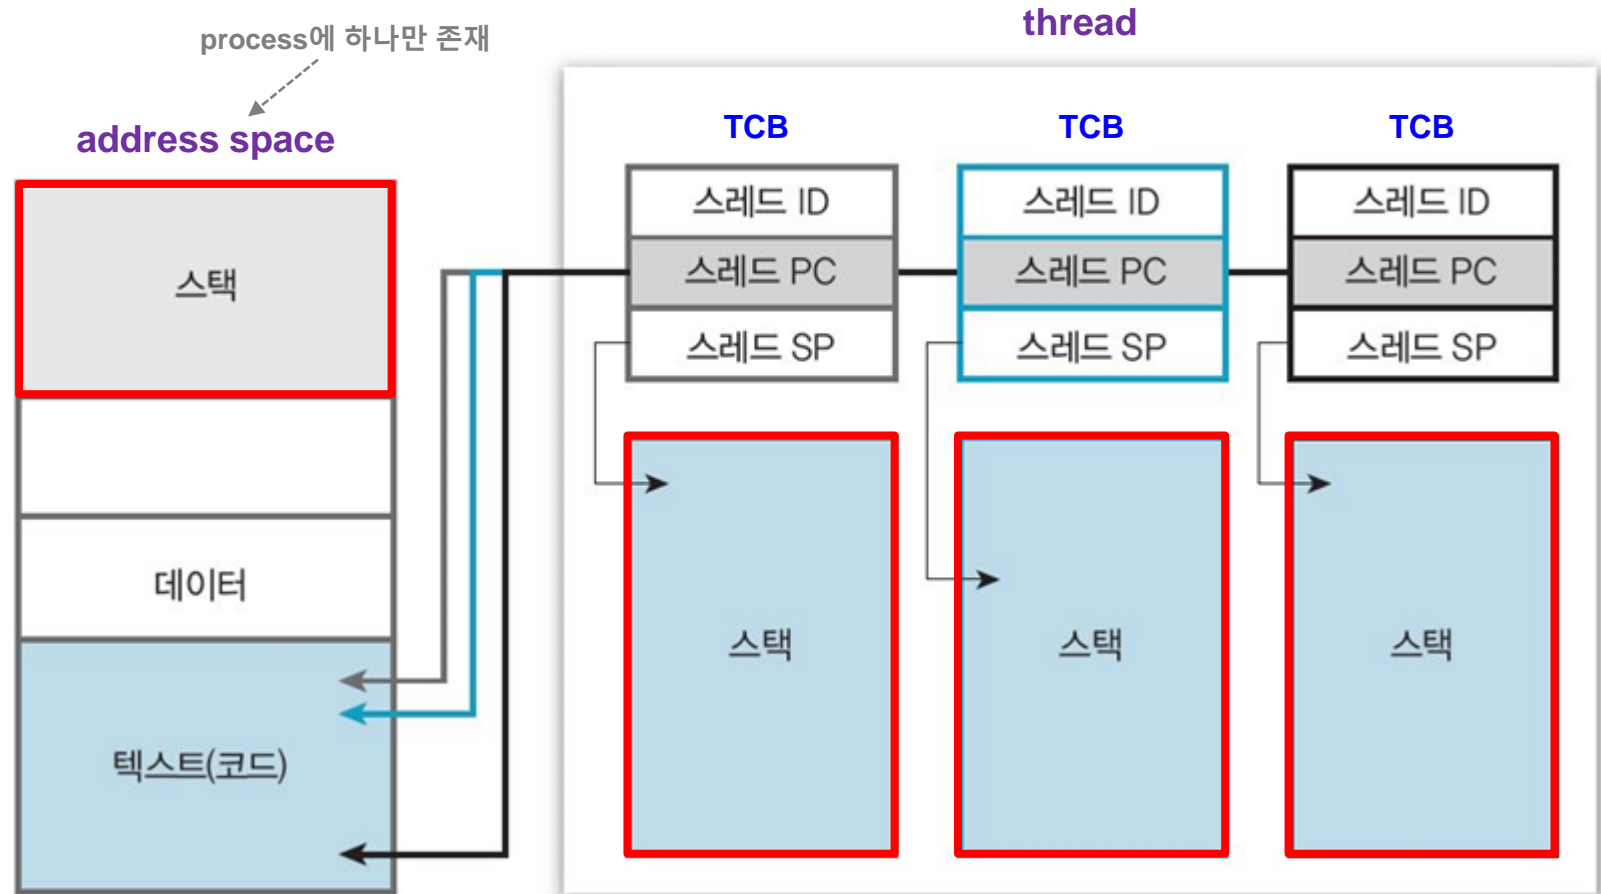 thread
process에 하나만 존재
address space
TCB
TCB
TCB
스레드 ID
스레드 ID
스레드 ID
스레드 PC
스레드 PC
스레드 PC
스레드 SP
스레드 SP
스레드 SP
스택
데이터
텍스트(코드)
스택
스택
스택